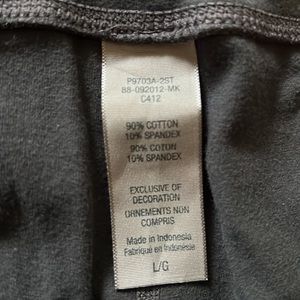 P9703A-2ST
88-092012-MK
C412
90% COTTON
10% SPANDEX
90% COTON
10% SPANDEX
EXCLUSIVE OF
DECORATION
ORNEMENTS NON
COMPRIS
Made in Indonesia
Fabriqué en Indonésie
L/G